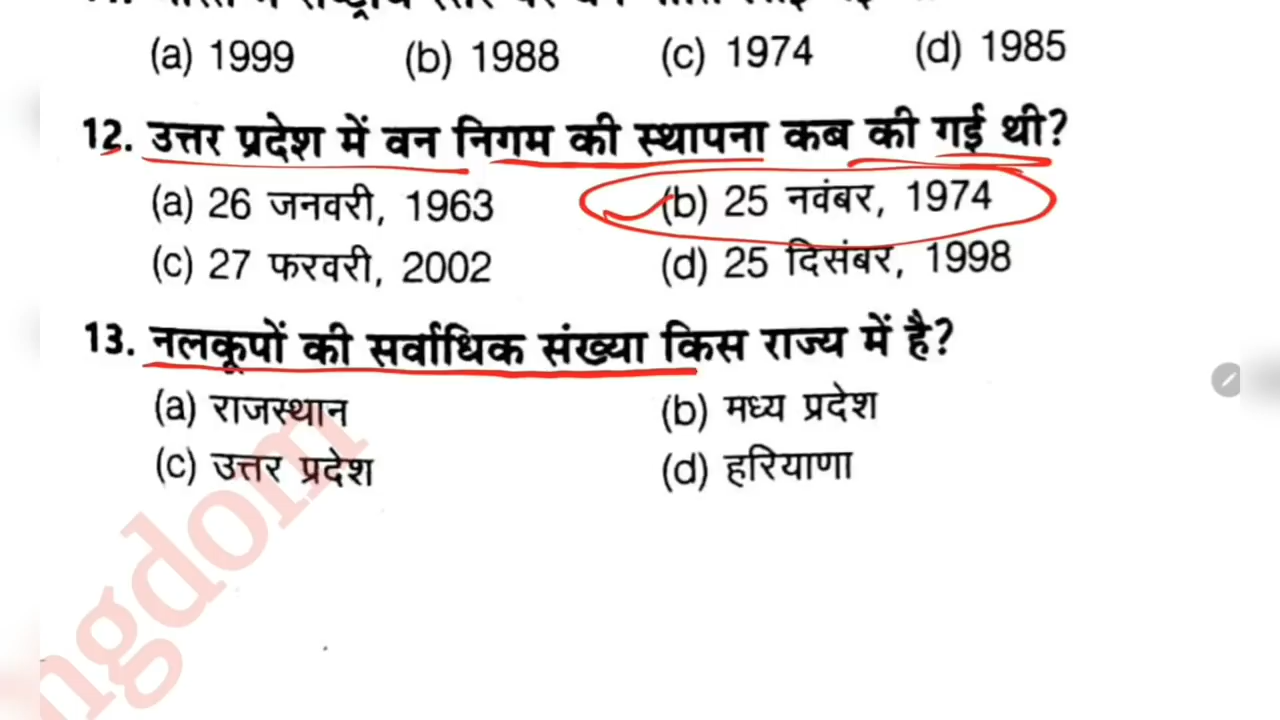 (a) 1999 (b) 1988 (c) 1974 (d) 1985
12. उत्तर प्रदेश में वन निगम की स्थापना कब की गई थी?
(a) 26 जनवरी, 1963 (b) 25 नवंबर, 1974
(c) 27 फरवरी, 2002 (d) 25 दिसंबर, 1998
13. नलकूपों की सर्वाधिक संख्या किस राज्य में है?
(a) राजस्थान (b) मध्य प्रदेश
(c) उत्तर प्रदेश (d) हरियाणा
ngdom